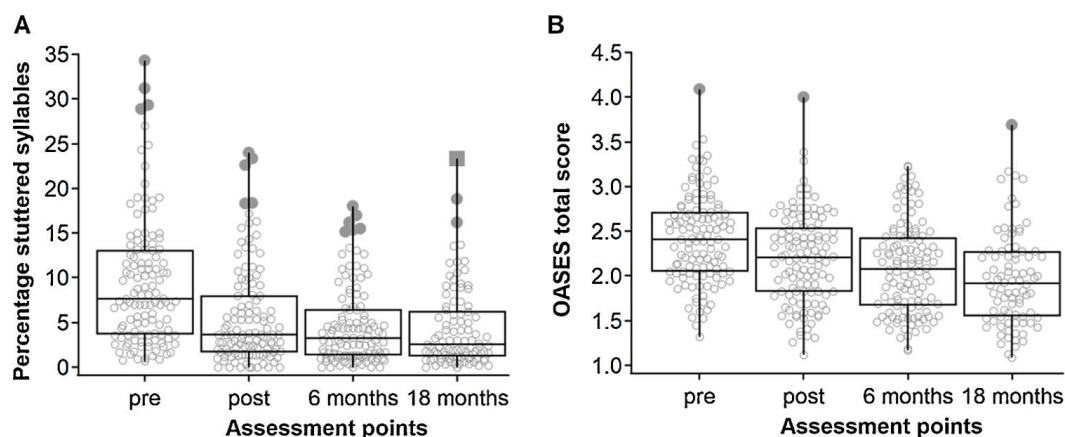 A
Percentage stuttered syllables
35
30
25
20
15
10
5
0
pre post 6 months 18 months
Assessment points
B
OASES total score
4.5
4.0
3.5
3.0
2.5
2.0
1.5
1.0
pre post 6 months 18 months
Assessment points